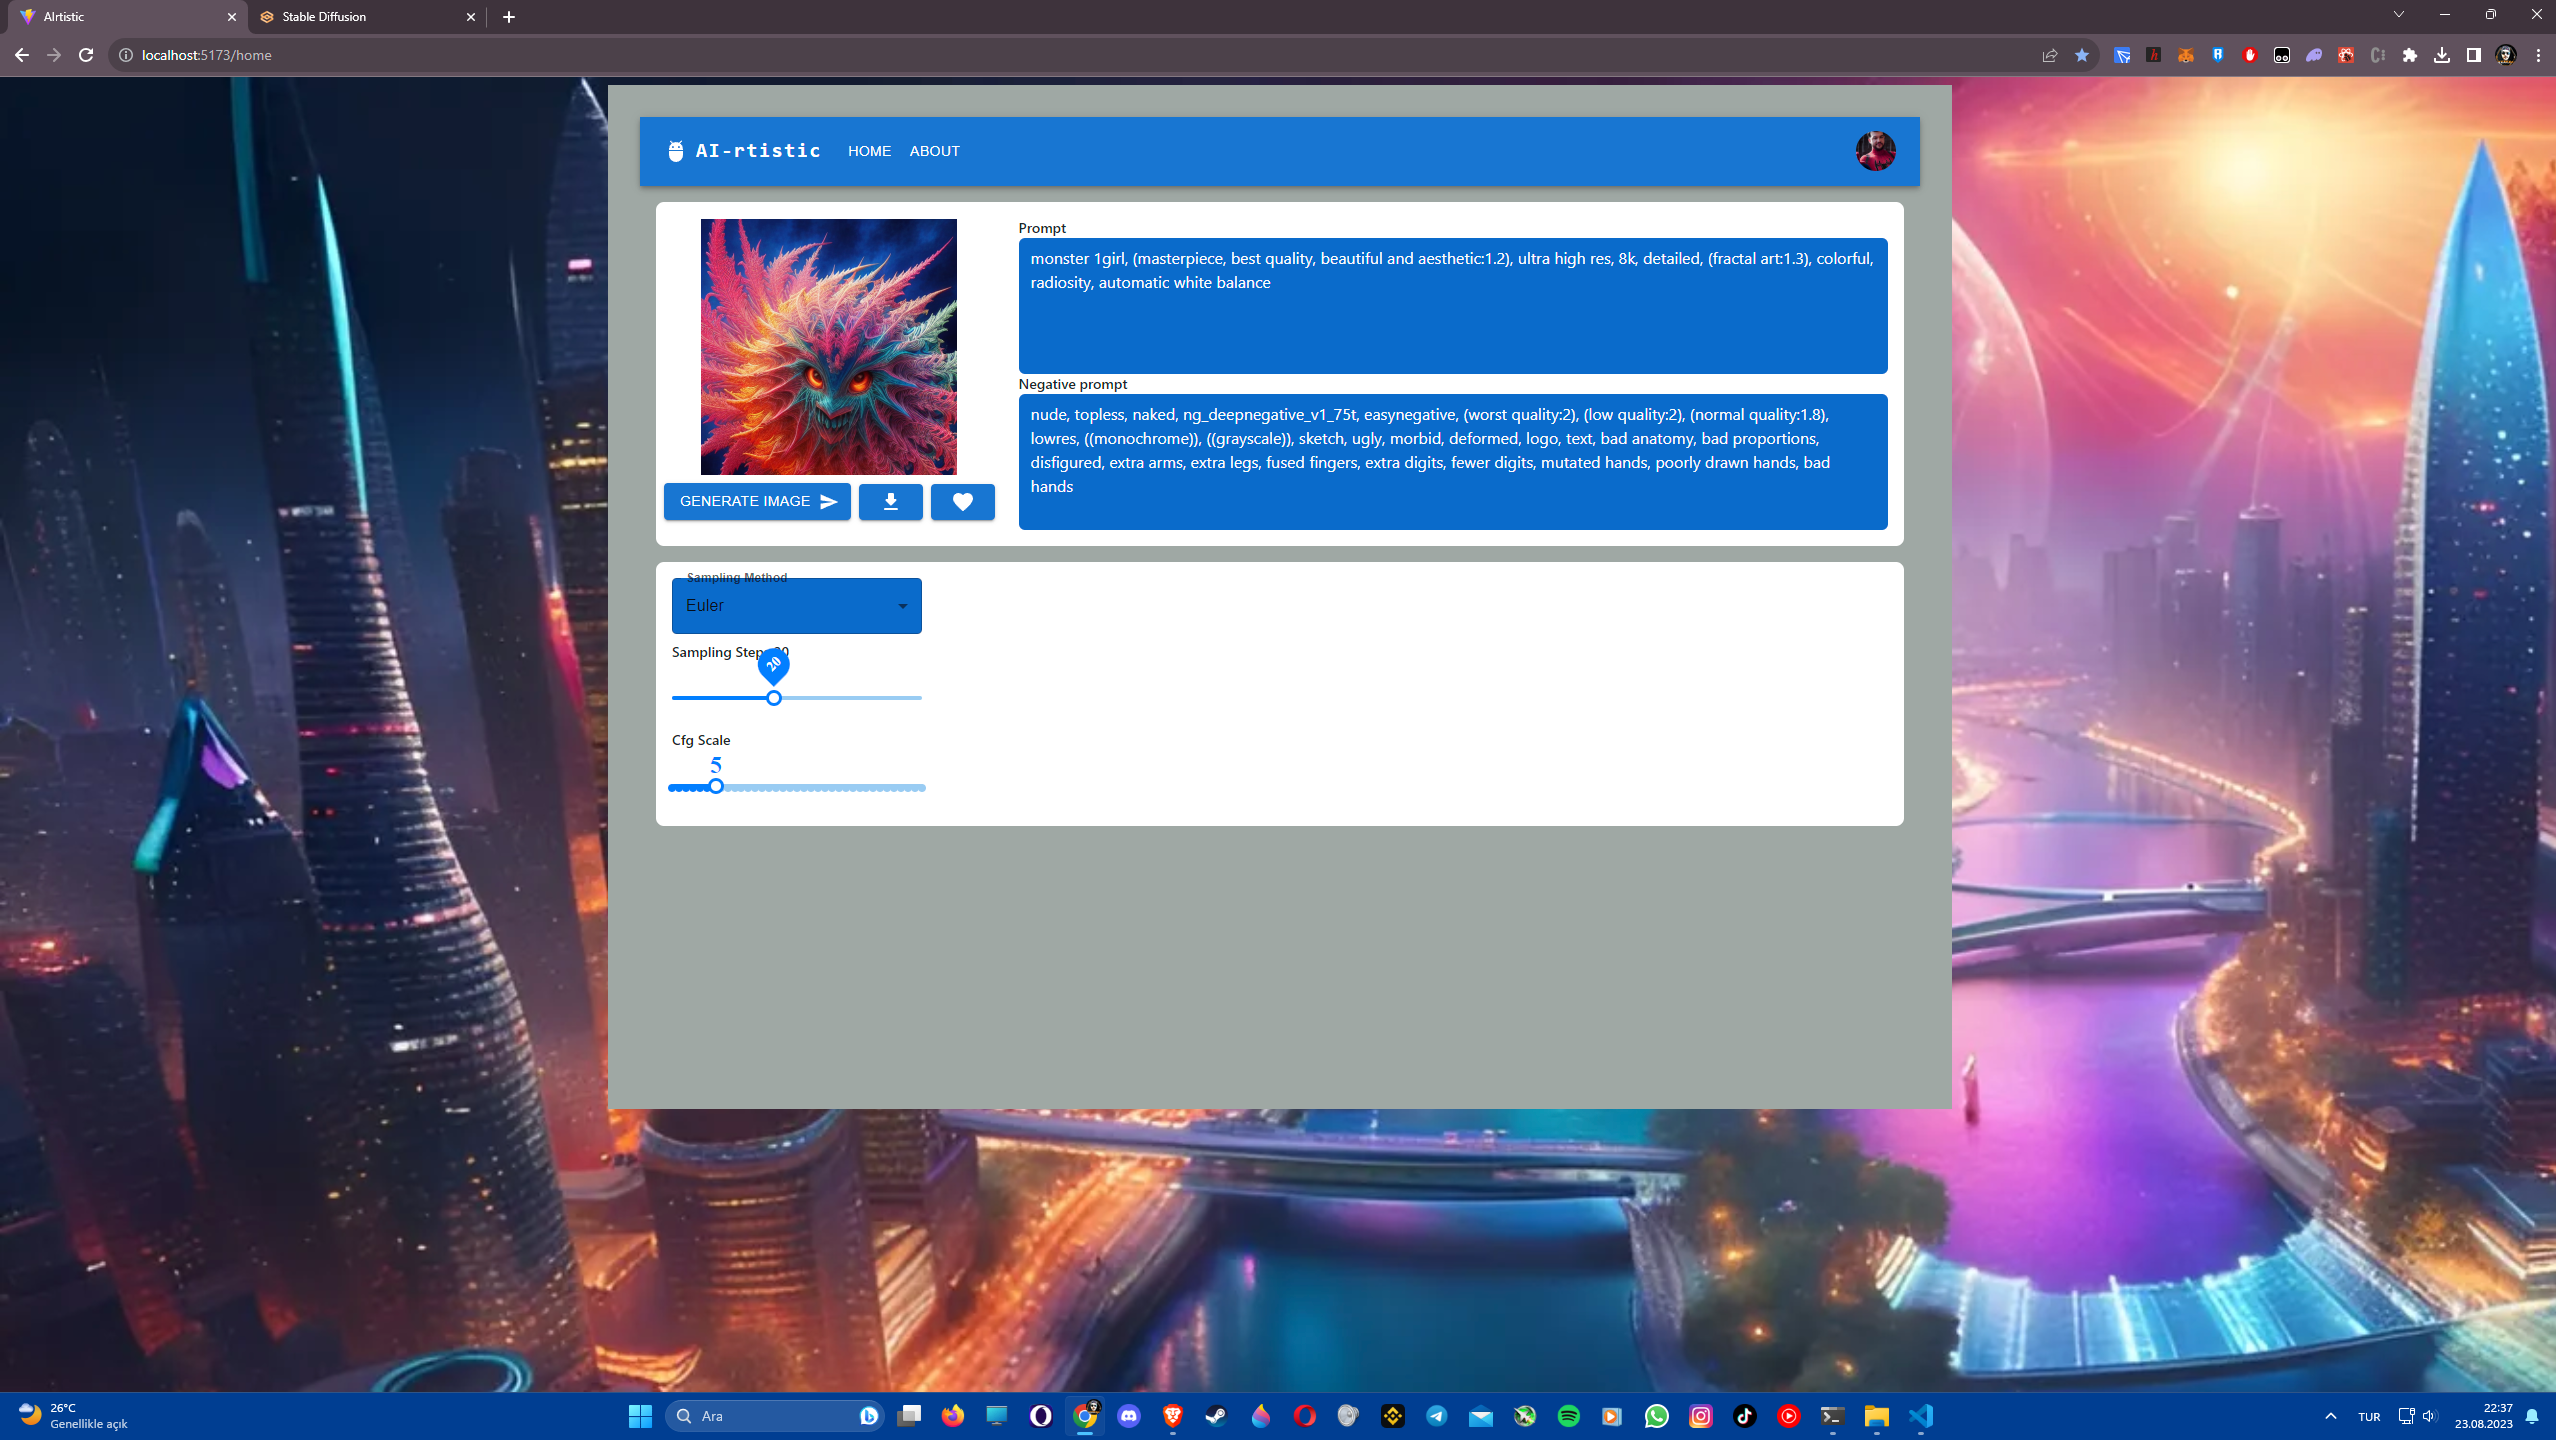 AIrtistic
Stable Diffusion
localhost:5173/home
AI-rtistic
HOME
ABOUT
Prompt
monster 1girl, (masterpiece, best quality, beautiful and aesthetic:1.2), ultra high res, 8k, detailed, (fractal art:1.3), colorful,
radiosity, automatic white balance
Negative prompt
nude, topless, naked, ng_deepnegative_v1_75t, easynegative, (worst quality:2), (low quality:2), (normal quality:1.8),
lowres, ((monochrome)), ((grayscale)), sketch, ugly, morbid, deformed, logo, text, bad anatomy, bad proportions,
disfigured, extra arms, extra legs, fused fingers, extra digits, fewer digits, mutated hands, poorly drawn hands, bad
hands
GENERATE IMAGE
Sampling Method
Euler
Sampling Steps 20
20
Cfg Scale
5
26°C
Genellikle açık
Ara
TUR
22:37
23.08.2023